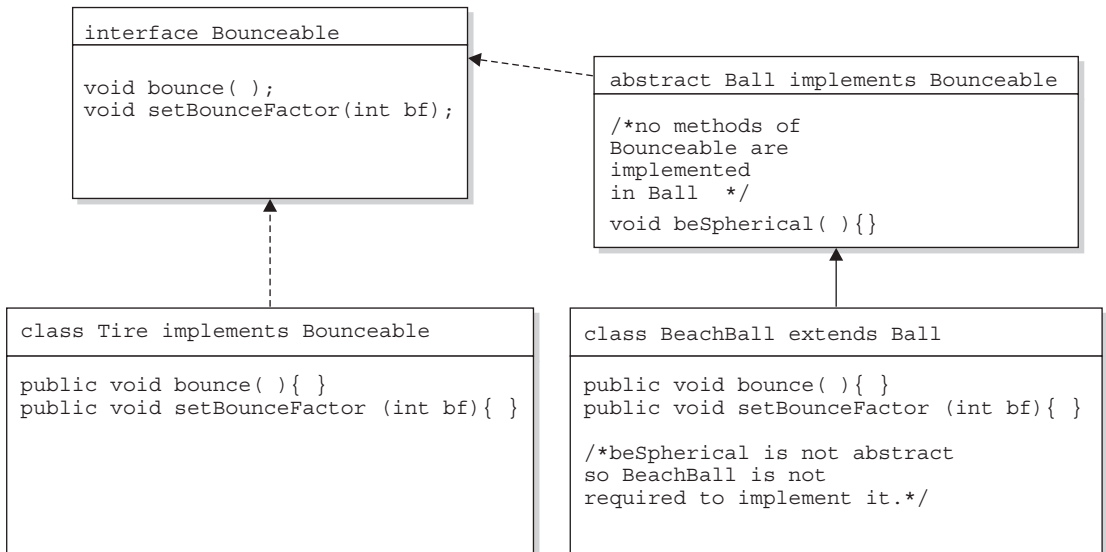 interface Bounceable
void bounce( );
void setBounceFactor(int bf);
abstract Ball implements Bounceable
/*no methods of
Bounceable are
implemented
in Ball  */
void beSpherical( ){}
class Tire implements Bounceable
public void bounce( ){ }
public void setBounceFactor (int bf){ }
class BeachBall extends Ball
public void bounce( ){ }
public void setBounceFactor (int bf){ }
/*beSpherical is not abstract
so BeachBall is not
required to implement it.*/